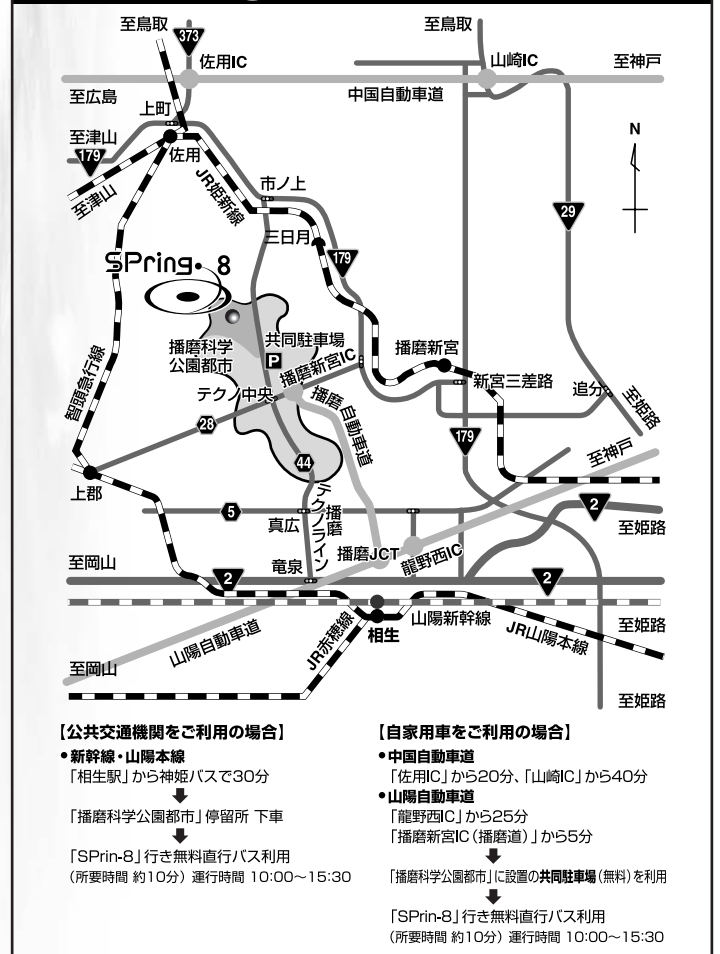 至鳥取
至鳥取
373
佐用IC
山崎IC
至神戸
至広島
中国自動車道
上町
至津山
179
佐用
至津山
JR姫新線
市ノ上
N
29
三日月
179
SPring・8
智頭急行線
播磨科学
公園都市
共同駐車場
P
播磨新宮IC
播磨新宮
新宮三差路
追分
至姫路
テクノ中央
播磨自動車道
28
179
至神戸
44
上郡
5
真広
播磨
テクノライン
2
至姫路
竜泉
播磨JCT
龍野西IC
至岡山
2
2
相生
山陽新幹線
至姫路
山陽自動車道
JR赤穂線
JR山陽本線
至姫路
至岡山
至姫路
【公共交通機関をご利用の場合】
●新幹線・山陽本線
「相生駅」から神姫バスで30分
「播磨科学公園都市」停留所 下車
「SPrin-8」行き無料直行バス利用
(所要時間 約10分) 運行時間 10:00〜15:30
【自家用車をご利用の場合】
●中国自動車道
「佐用IC」から20分、「山崎IC」から40分
●山陽自動車道
「龍野西IC」から25分
「播磨新宮IC(播磨道)」から5分
「播磨科学公園都市」に設置の共同駐車場(無料)を利用
「SPrin-8」行き無料直行バス利用
(所要時間 約10分) 運行時間 10:00〜15:30